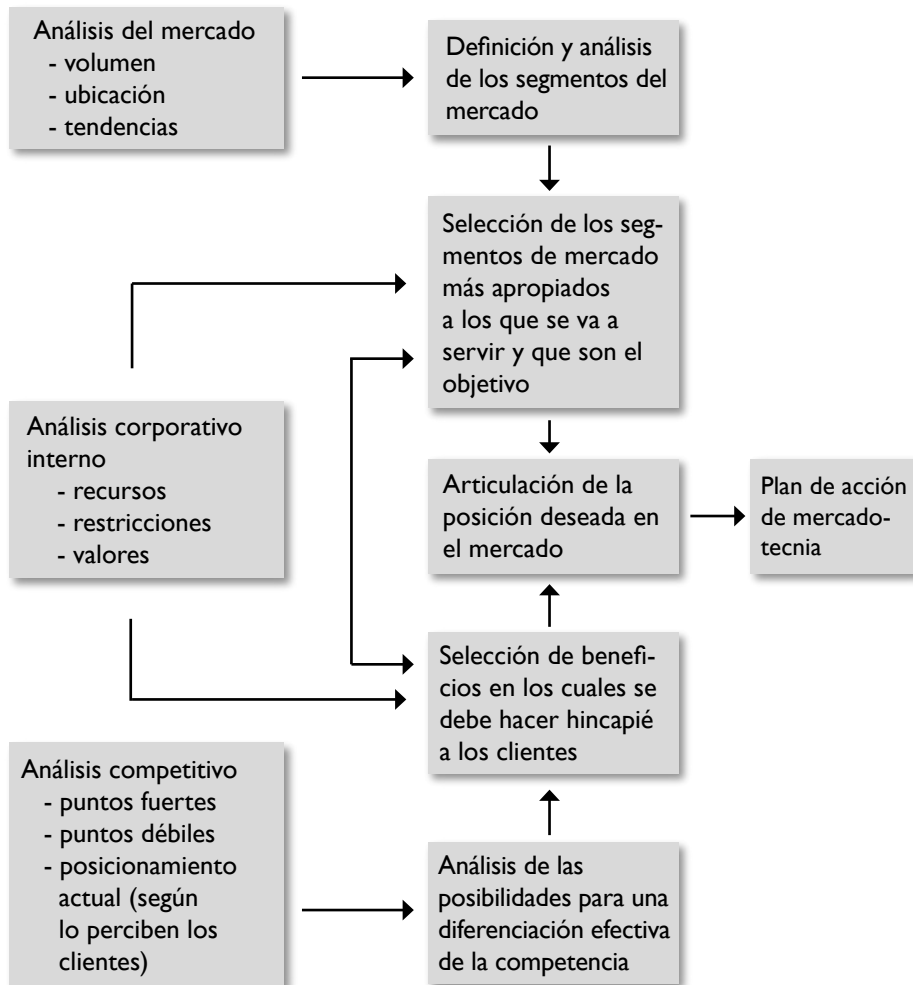 Análisis del mercado
- volumen
- ubicación
- tendencias
Definición y análisis
de los segmentos del
mercado
Selección de los seg-
mentos de mercado
más apropiados
a los que se va a
servir y que son el
objetivo
Análisis corporativo
interno
- recursos
- restricciones
- valores
Articulación de la
posición deseada en
el mercado
Plan de acción
de mercado-
tecnia
Selección de benefi-
cios en los cuales se
debe hacer hincapié
a los clientes
Análisis competitivo
- puntos fuertes
- puntos débiles
- posicionamiento
actual (según
lo perciben los
clientes)
Análisis de las
posibilidades para una
diferenciación efectiva
de la competencia